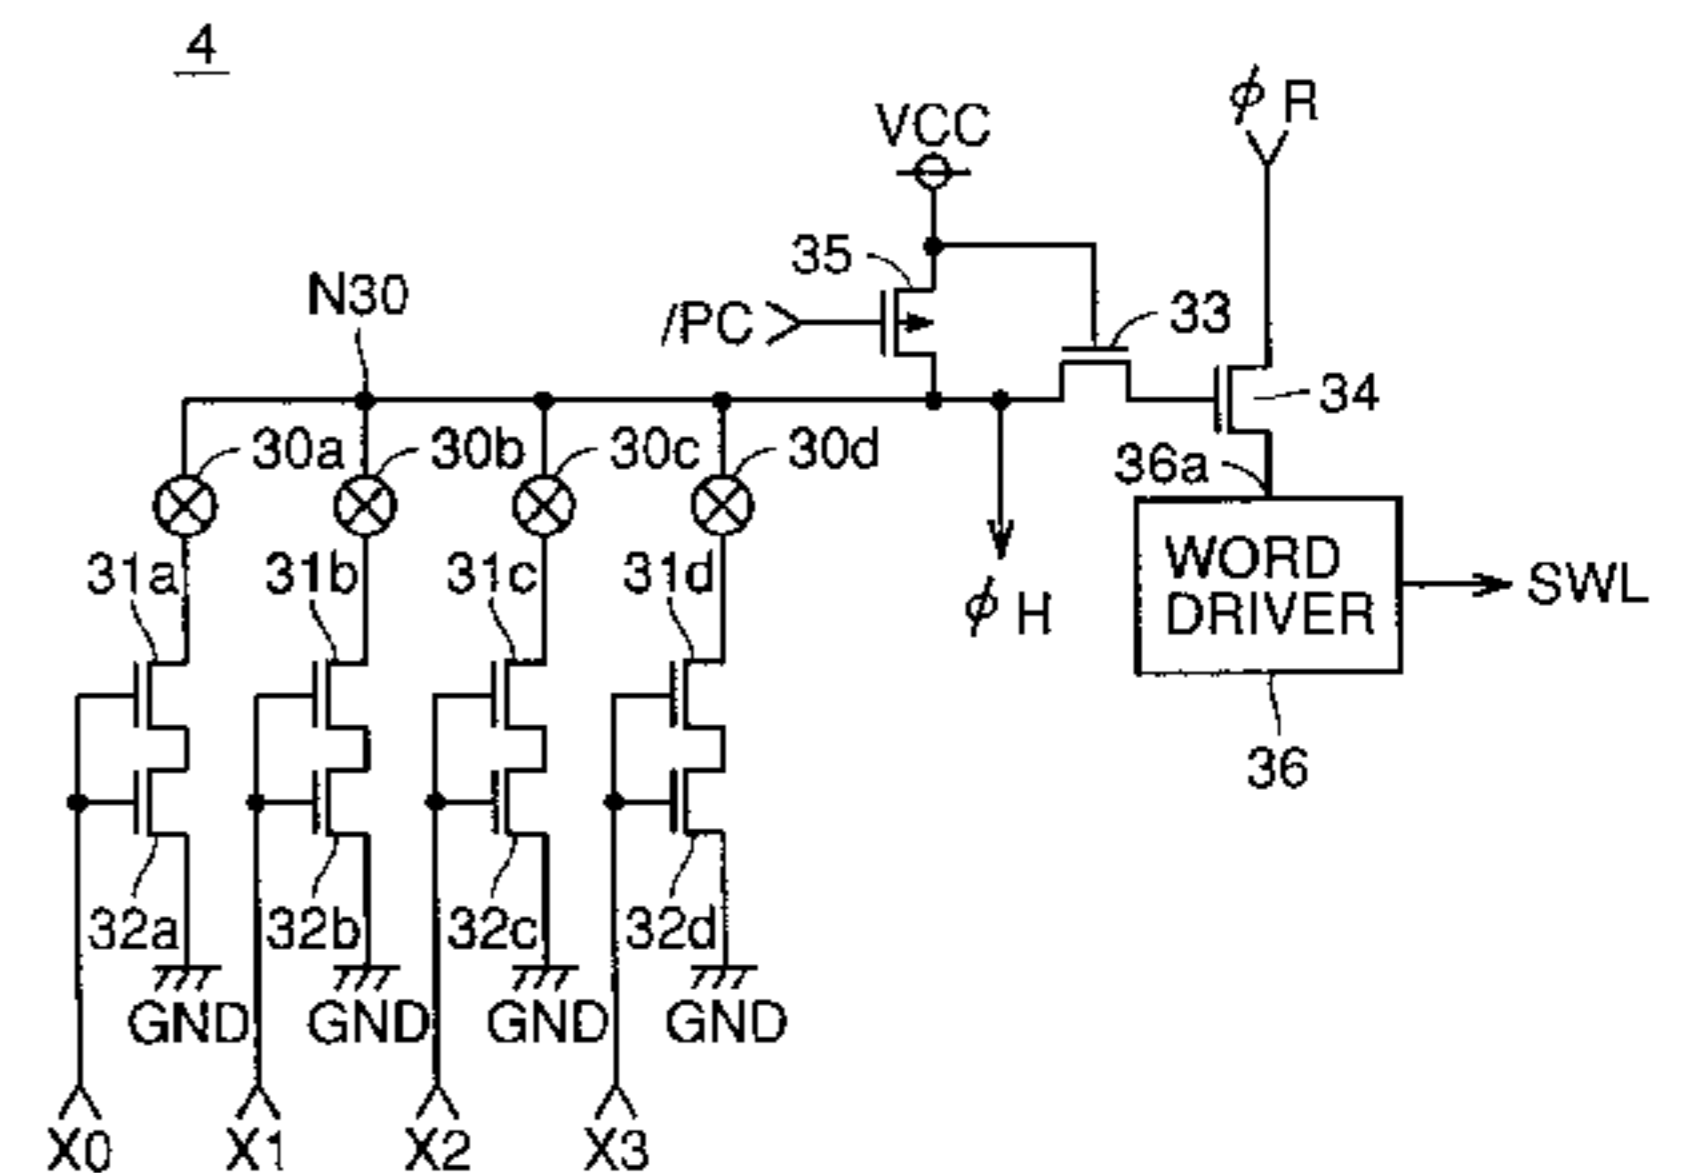 4
φR
VCC
35
N30
/PC
33
34
30a 30b 30c 30d
36a
31a 31b 31c 31d
WORD
DRIVER
SWL
φH
36
32a 32b 32c 32d
GND GND GND GND
X0 X1 X2 X3